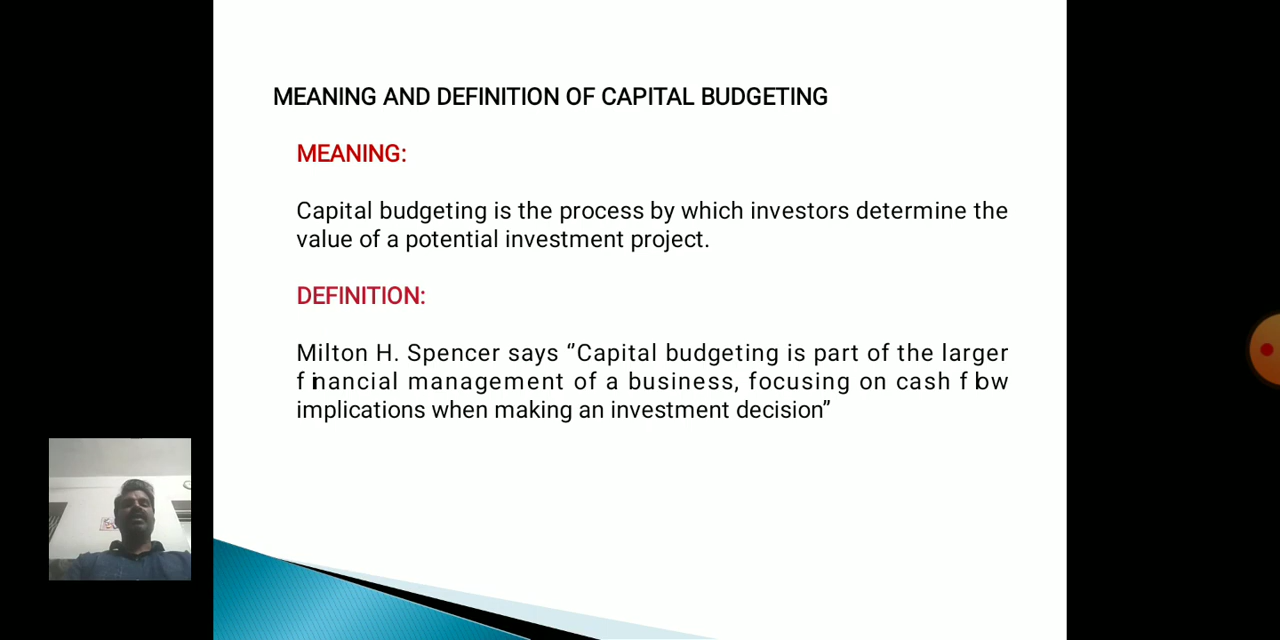 MEANING AND DEFINITION OF CAPITAL BUDGETING
MEANING:
Capital budgeting is the process by which investors determine the
value of a potential investment project.
DEFINITION:
Milton H. Spencer says “Capital budgeting is part of the larger
financial management of a business, focusing on cash flow
implications when making an investment decision”